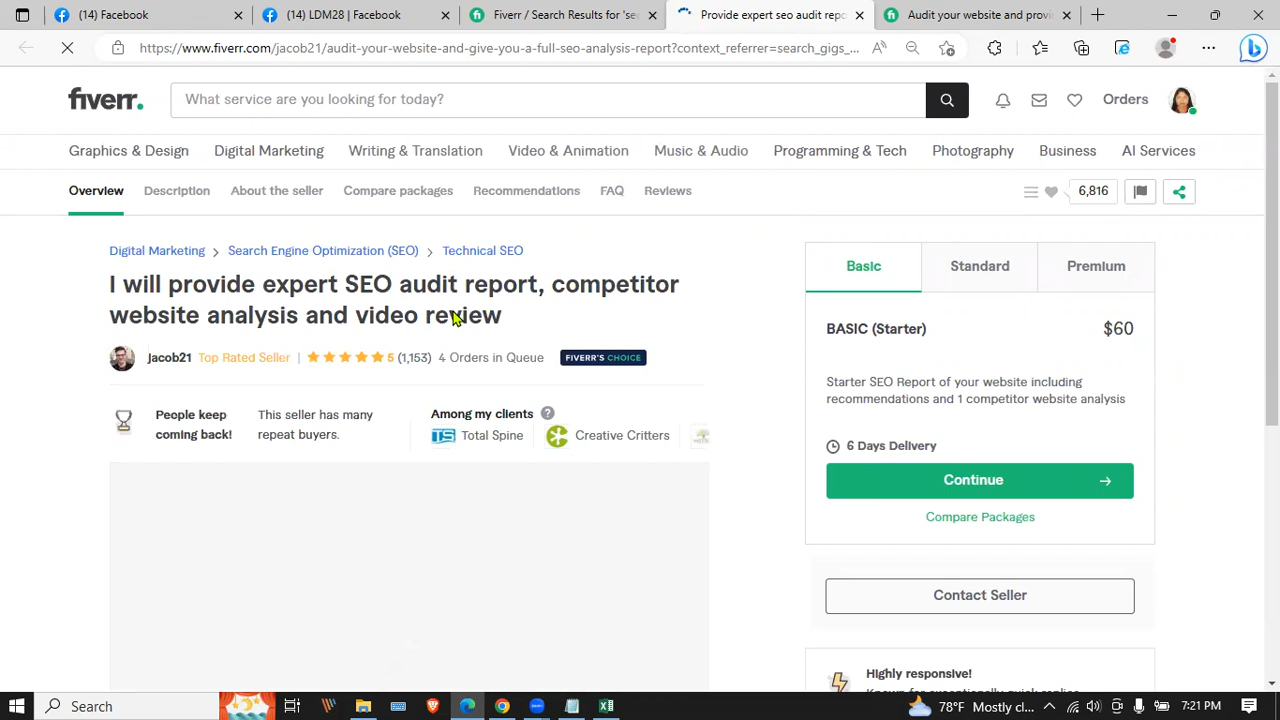 (14) Facebook
(14) LDM28 | Facebook
Fiverr / Search Results for 'se
Provide expert seo audit repor
Audit your website and provi
https://www.fiverr.com/jacob21/audit-your-website-and-give-you-a-full-seo-analysis-report?context_referrer=search_gigs_...
fiverr.
What service are you looking for today?
Orders
Graphics & Design
Digital Marketing
Writing & Translation
Video & Animation
Music & Audio
Programming & Tech
Photography
Business
AI Services
Overview
Description
About the seller
Compare packages
Recommendations
FAQ
Reviews
6,816
Digital Marketing > Search Engine Optimization (SEO) > Technical SEO
I will provide expert SEO audit report, competitor
website analysis and video review
jacob21 Top Rated Seller | 5 (1,153) 4 Orders in Queue FIVERR'S CHOICE
People keep
coming back!
This seller has many
repeat buyers.
Among my clients
Total Spine
Creative Critters
Basic
Standard
Premium
BASIC (Starter) $60
Starter SEO Report of your website including
recommendations and 1 competitor website analysis
6 Days Delivery
Continue
Compare Packages
Contact Seller
Highly responsive!
Search
78°F Mostly cl...
7:21 PM